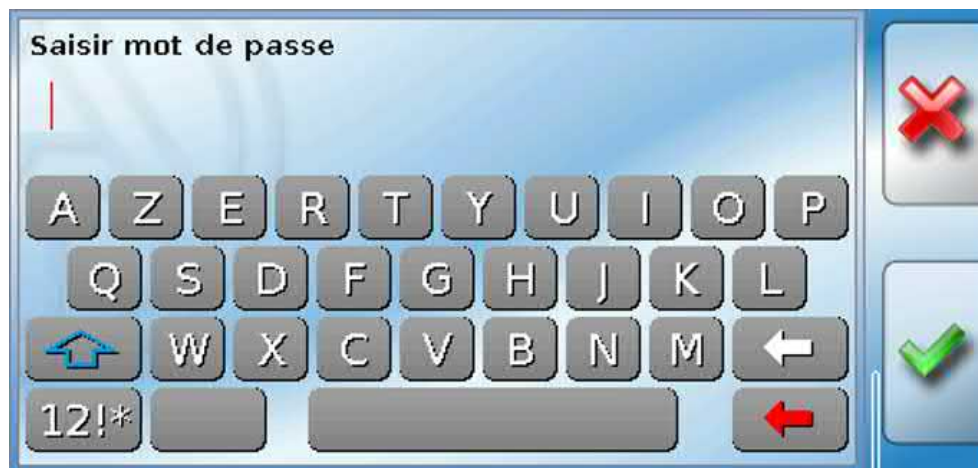 Saisir mot de passe
A Z E R T Y U I O P
Q S D F G H J K L
W X C V B N M
12!*